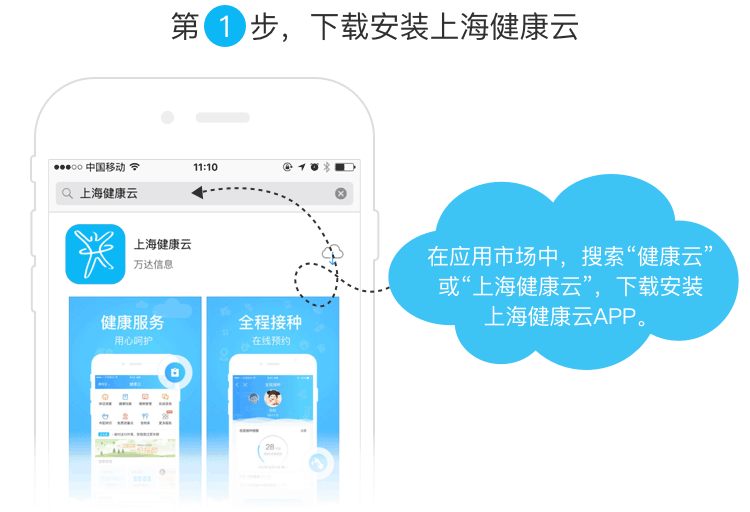 第1步，下载安装上海健康云
中国移动 11:10
上海健康云
上海健康云
万达信息
在应用市场中，搜索“健康云”
或“上海健康云”，下载安装
上海健康云APP。
健康服务
用心呵护
全程接种
在线预约
健康云
28